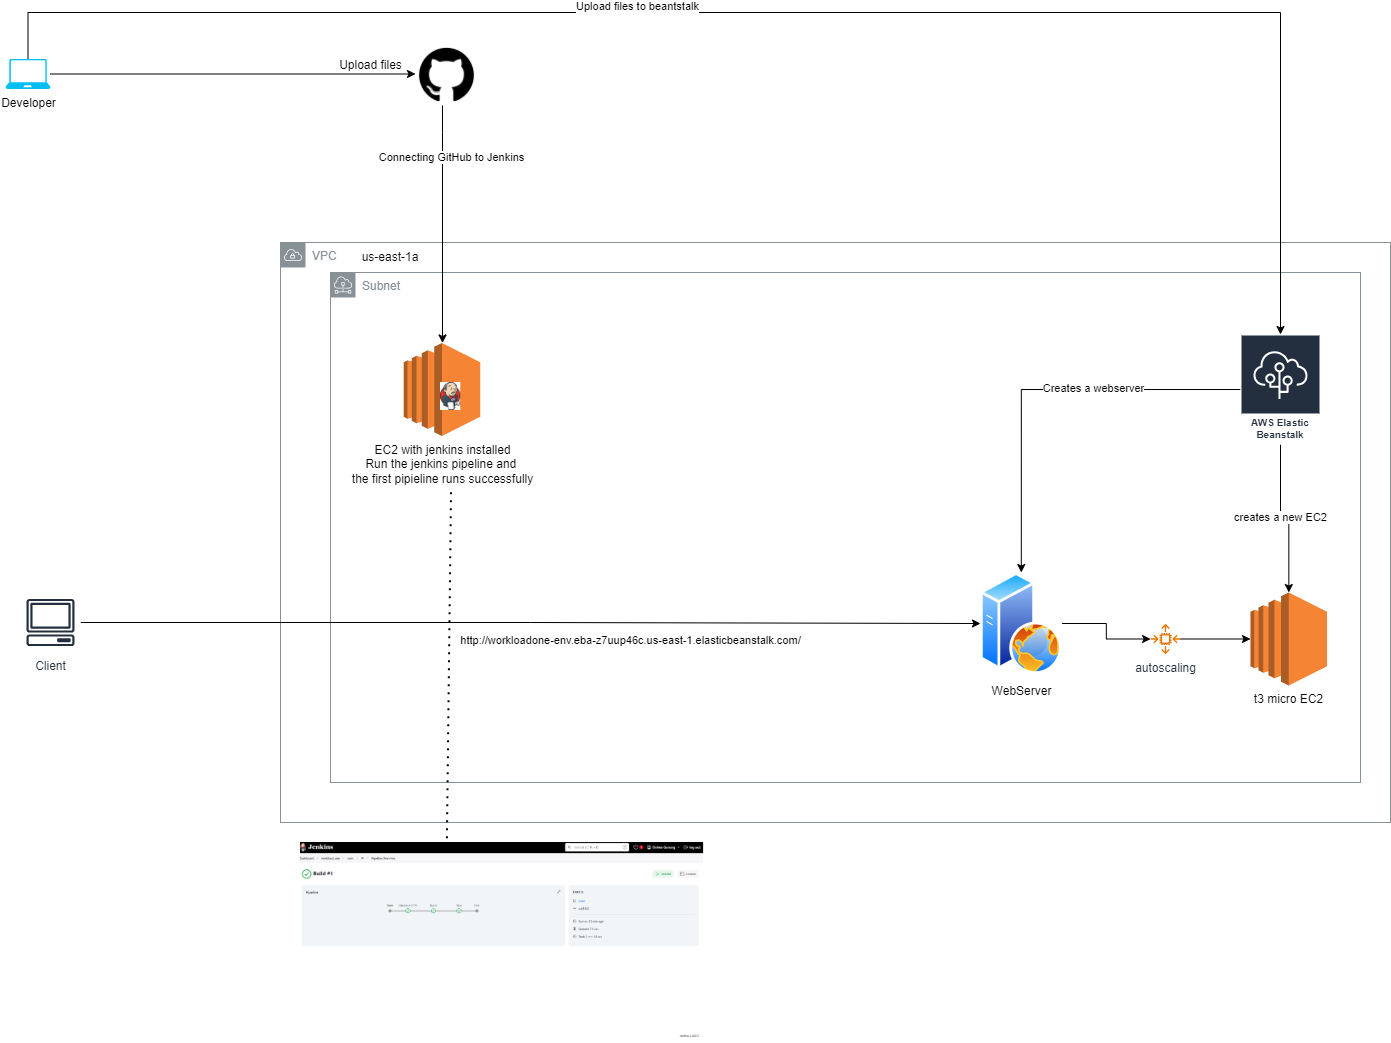 Upload files to beantstalk
Upload files
Developer
Connecting GitHub to Jenkins
VPC
us-east-1a
Subnet
Creates a webserver
AWS Elastic
Beanstalk
EC2 with jenkins installed
Run the jenkins pipeline and
the first pipieline runs successfully
creates a new EC2
http://workloadone-env.eba-z7uup46c.us-east-1.elasticbeanstalk.com/
Client
WebServer
autoscaling
t3 micro EC2
Jenkins
Build #1